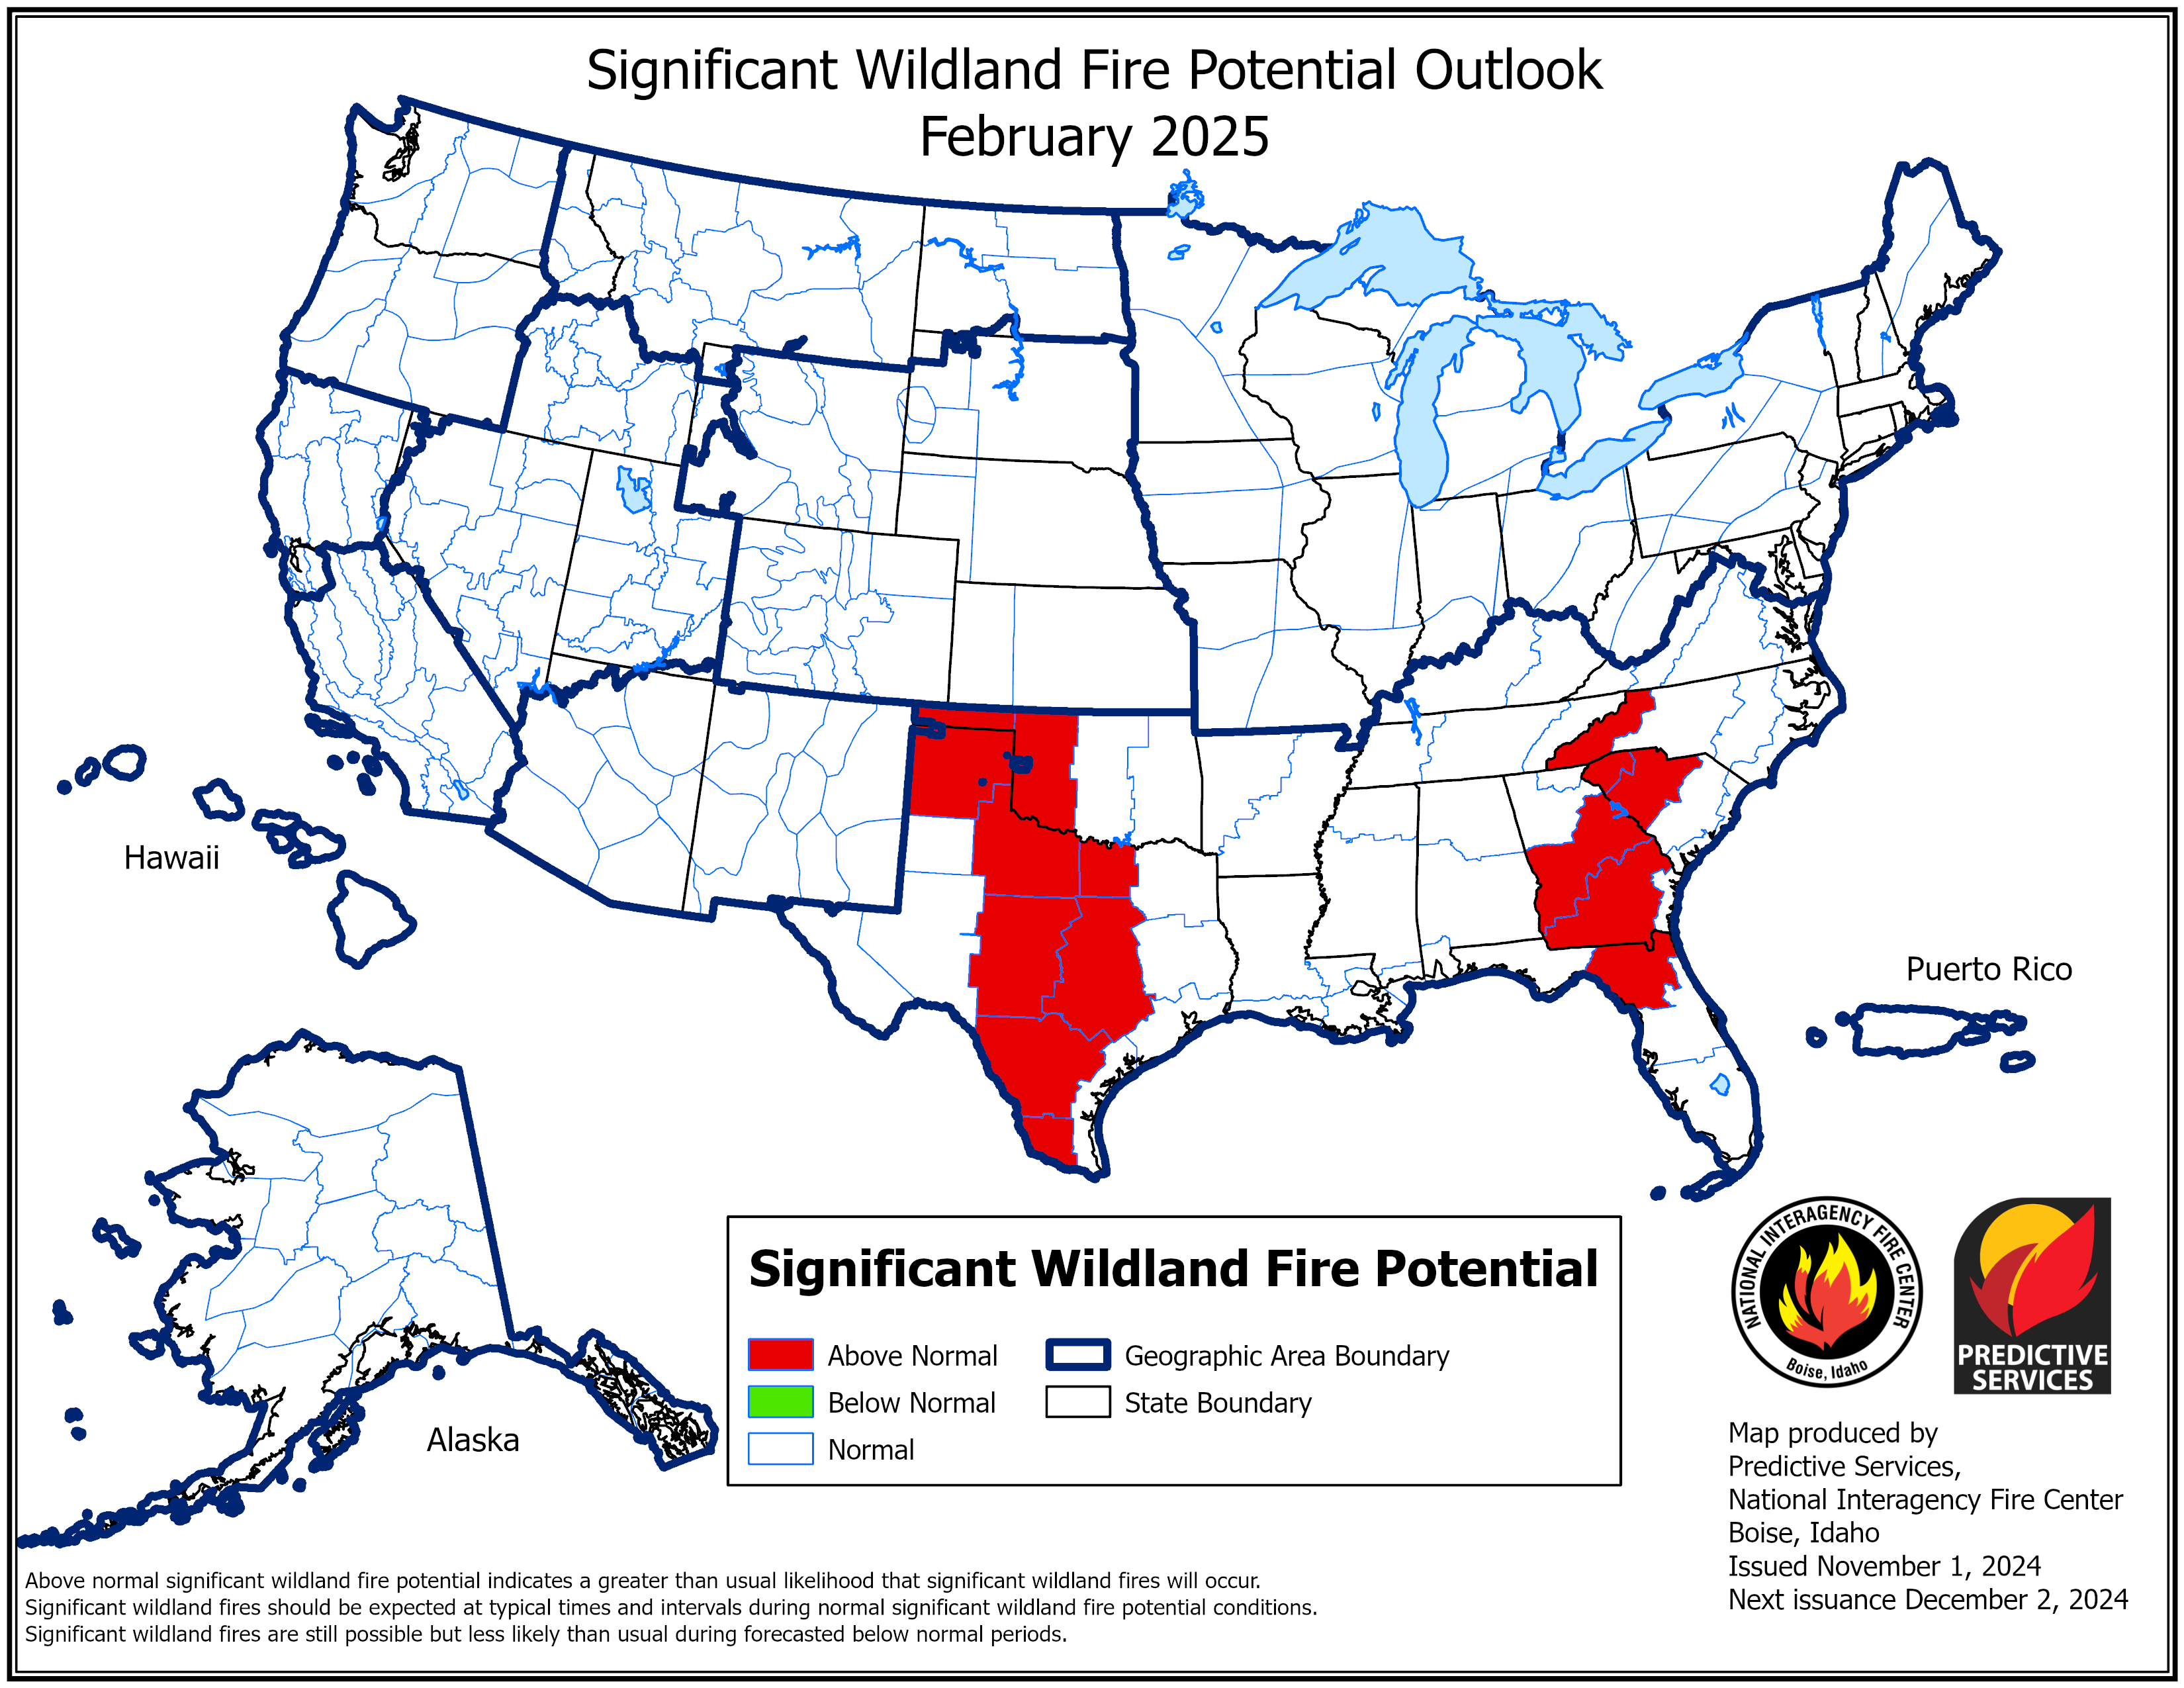 Significant Wildland Fire Potential Outlook
February 2025
Hawaii
Puerto Rico
Alaska
Significant Wildland Fire Potential
Above Normal
Geographic Area Boundary
Below Normal
State Boundary
Normal
NATIONAL INTERAGENCY FIRE CENTER
Boise, Idaho
PREDICTIVE
SERVICES
Map produced by
Predictive Services,
National Interagency Fire Center
Boise, Idaho
Issued November 1, 2024
Next issuance December 2, 2024
Above normal significant wildland fire potential indicates a greater than usual likelihood that significant wildland fires will occur.
Significant wildland fires should be expected at typical times and intervals during normal significant wildland fire potential conditions.
Significant wildland fires are still possible but less likely than usual during forecasted below normal periods.